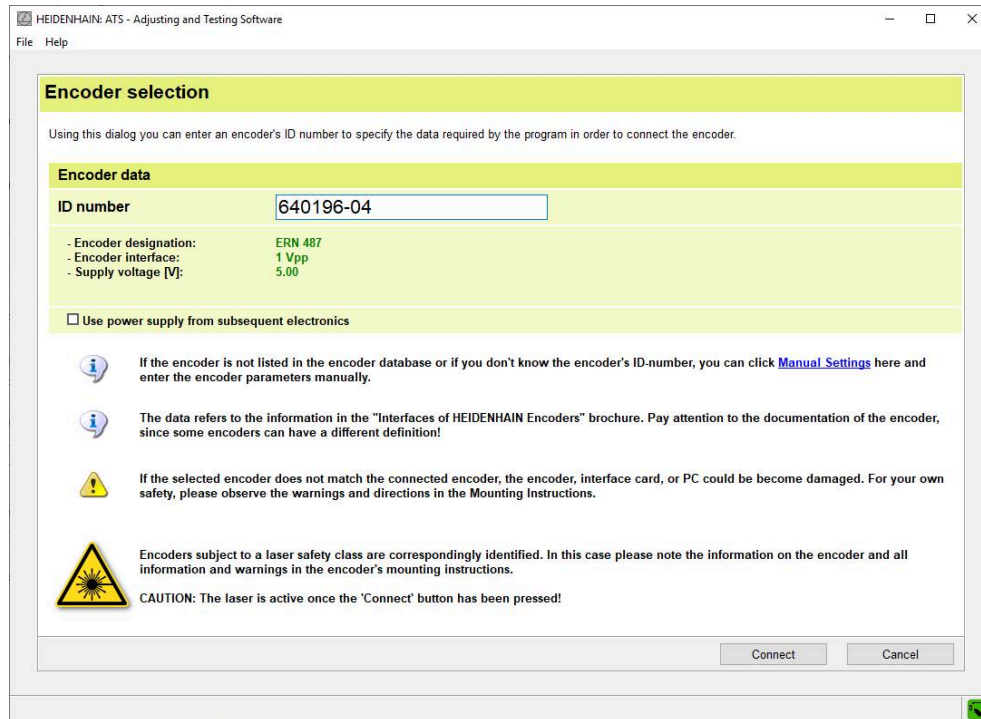 HEIDENHAIN: ATS - Adjusting and Testing Software
File Help
Encoder selection
Using this dialog you can enter an encoder's ID number to specify the data required by the program in order to connect the encoder.
Encoder data
ID number 640196-04
- Encoder designation: ERN 487
- Encoder interface: 1 Vpp
- Supply voltage [V]: 5.00
Use power supply from subsequent electronics
If the encoder is not listed in the encoder database or if you don't know the encoder's ID-number, you can click Manual Settings here and
enter the encoder parameters manually.
The data refers to the information in the "Interfaces of HEIDENHAIN Encoders" brochure. Pay attention to the documentation of the encoder,
since some encoders can have a different definition!
If the selected encoder does not match the connected encoder, the encoder, interface card, or PC could be become damaged. For your own
safety, please observe the warnings and directions in the Mounting Instructions.
Encoders subject to a laser safety class are correspondingly identified. In this case please note the information on the encoder and all
information and warnings in the encoder's mounting instructions.
CAUTION: The laser is active once the 'Connect' button has been pressed!
Connect Cancel